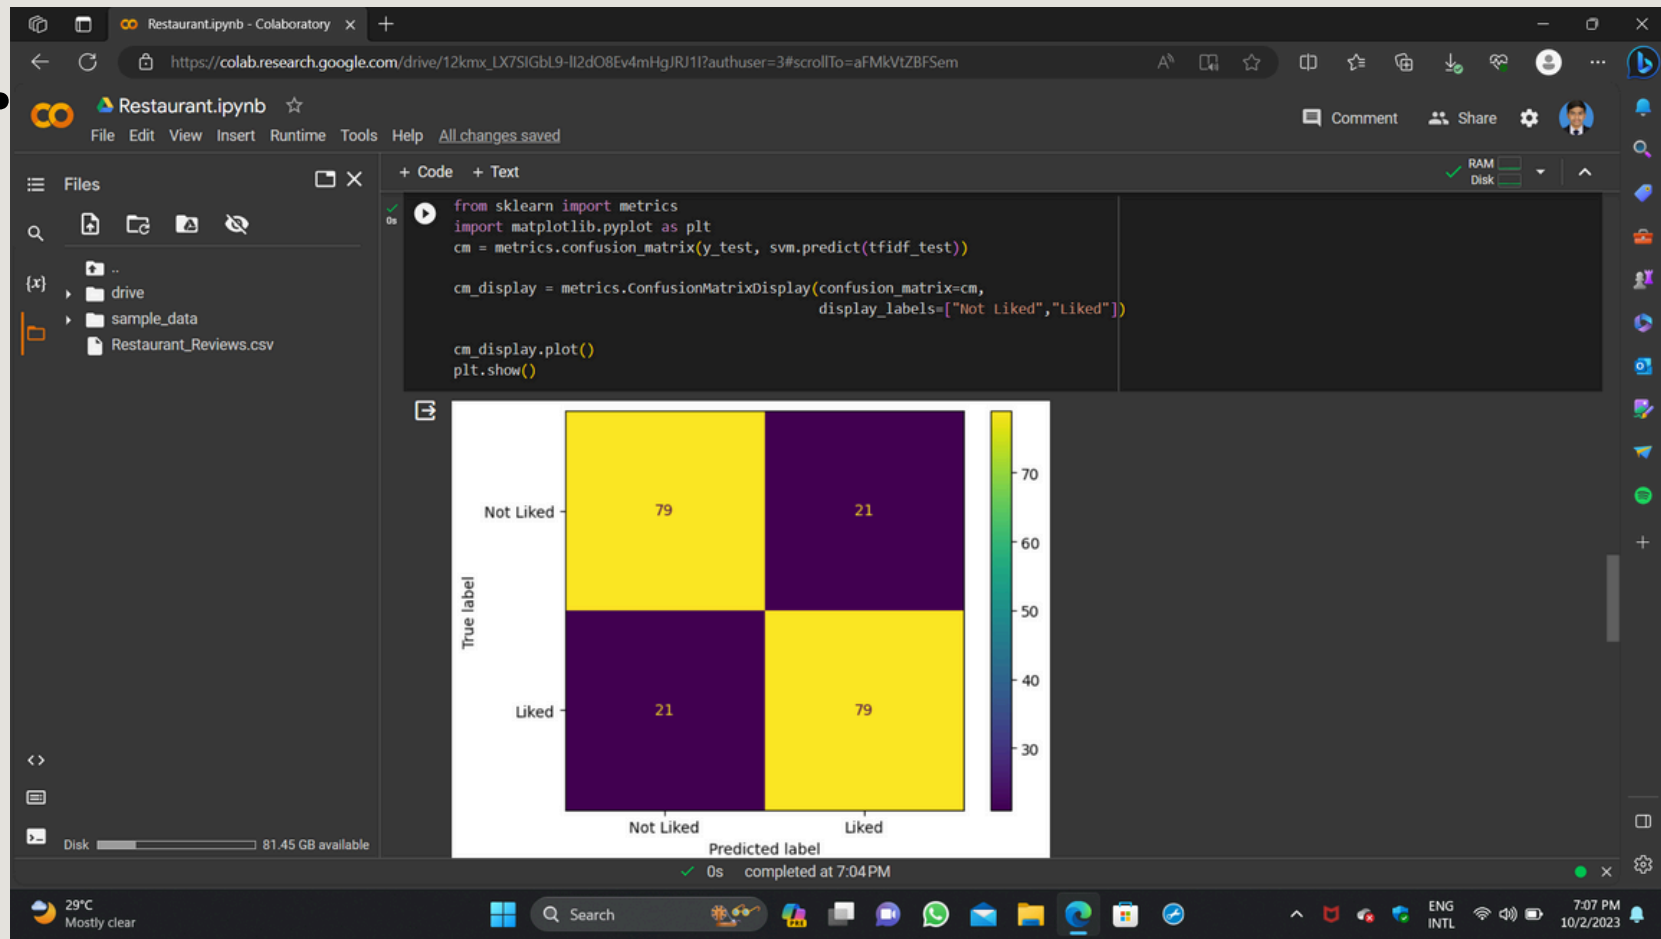 Restaurant.ipynb - Colaboratory
https://colab.research.google.com/drive/12kmx_LX7SIGbL9-lI2dO8Ev4mHgJRJ1I?authuser=3#scrollTo=aFMkVtZBFSem
Restaurant.ipynb
Comment
Share
File Edit View Insert Runtime Tools Help All changes saved
Files
+ Code + Text
RAM
Disk
{x}
..
drive
sample_data
Restaurant_Reviews.csv
0s
from sklearn import metrics
import matplotlib.pyplot as plt
cm = metrics.confusion_matrix(y_test, svm.predict(tfidf_test))
cm_display = metrics.ConfusionMatrixDisplay(confusion_matrix=cm,
display_labels=["Not Liked","Liked"])
cm_display.plot()
plt.show()
Not Liked
79
21
True label
Liked
21
79
70
60
50
40
30
Not Liked
Liked
Predicted label
Disk
81.45 GB available
0s completed at 7:04 PM
29°C
Mostly clear
Search
ENG
INTL
7:07 PM
10/2/2023